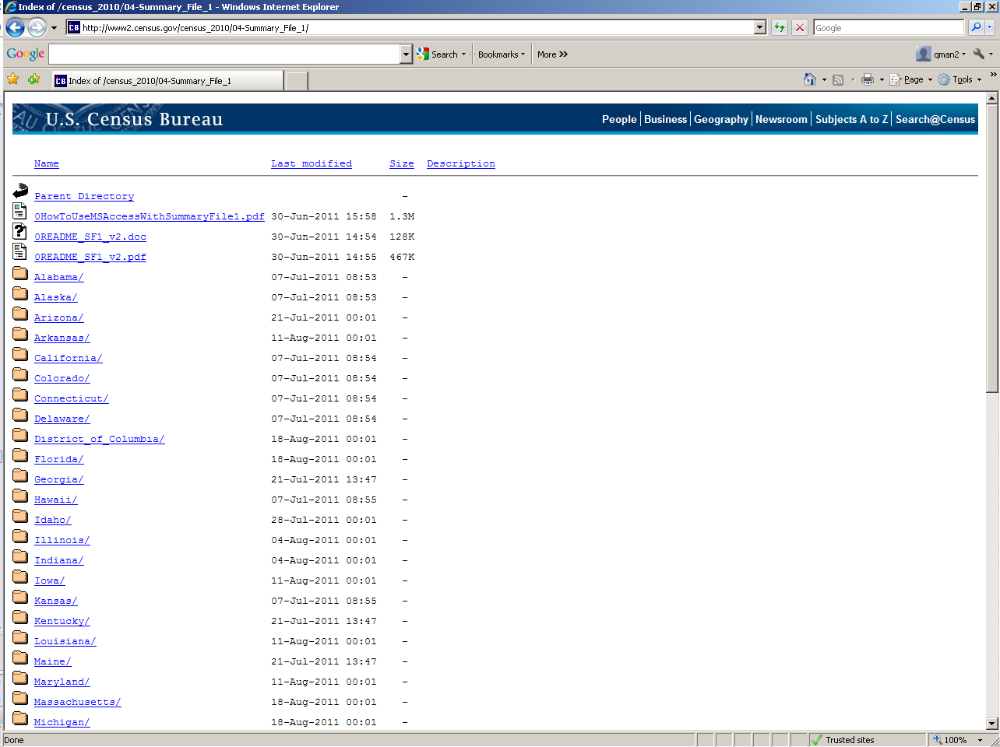 Index of /census_2010/04-Summary_File_1 - Windows Internet Explorer
CB http://www2.census.gov/census_2010/04-Summary_File_1/ Google
Google Search Bookmarks More qman2
CB Index of /census_2010/04-Summary_File_1 Page Tools
U.S. Census Bureau People Business Geography Newsroom Subjects A to Z Search@Census
Name Last modified Size Description
Parent Directory -
0HowToUseMSAccessWithSummaryFile1.pdf 30-Jun-2011 15:58 1.3M
0README_SF1_v2.doc 30-Jun-2011 14:54 128K
0README_SF1_v2.pdf 30-Jun-2011 14:55 467K
Alabama/ 07-Jul-2011 08:53 -
Alaska/ 07-Jul-2011 08:53 -
Arizona/ 21-Jul-2011 00:01 -
Arkansas/ 11-Aug-2011 00:01 -
California/ 07-Jul-2011 08:54 -
Colorado/ 07-Jul-2011 08:54 -
Connecticut/ 07-Jul-2011 08:54 -
Delaware/ 07-Jul-2011 08:54 -
District_of_Columbia/ 18-Aug-2011 00:01 -
Florida/ 18-Aug-2011 00:01 -
Georgia/ 21-Jul-2011 13:47 -
Hawaii/ 07-Jul-2011 08:55 -
Idaho/ 28-Jul-2011 00:01 -
Illinois/ 04-Aug-2011 00:01 -
Indiana/ 04-Aug-2011 00:01 -
Iowa/ 11-Aug-2011 00:01 -
Kansas/ 07-Jul-2011 08:55 -
Kentucky/ 21-Jul-2011 13:47 -
Louisiana/ 11-Aug-2011 00:01 -
Maine/ 21-Jul-2011 13:47 -
Maryland/ 11-Aug-2011 00:01 -
Massachusetts/ 18-Aug-2011 00:01 -
Michigan/ 18-Aug-2011 00:01 -
Done Trusted sites 100%